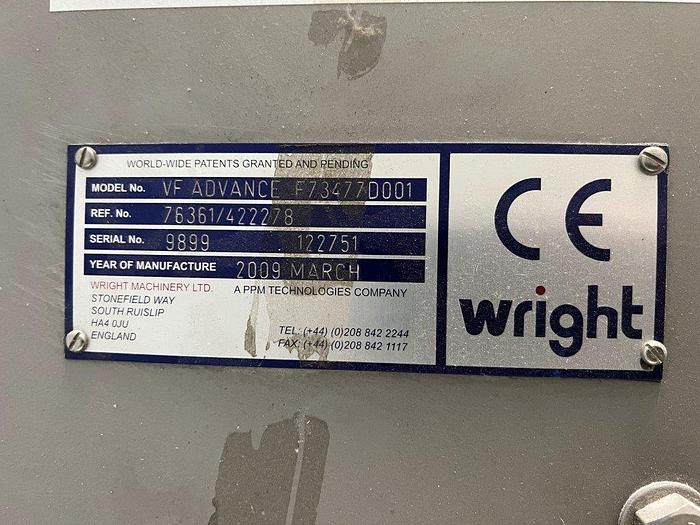 WORLD-WIDE PATENTS GRANTED AND PENDING
MODEL No. VF ADVANCE F73477D001
REF. No. 76361/422278
SERIAL No. 9899 . 122751
YEAR OF MANUFACTURE 2009 MARCH
WRIGHT MACHINERY LTD. A PPM TECHNOLOGIES COMPANY
STONEFIELD WAY
SOUTH RUISLIP
HA4 0JU
ENGLAND
TEL: (+44) (0)208 842 2244
FAX: (+44) (0)208 842 1117
CE
wright